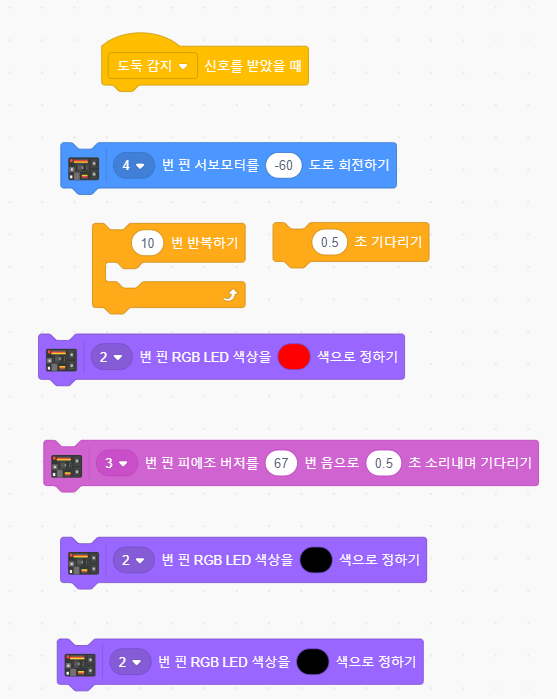 도둑 감지 신호를 받았을 때
4 번 핀 서보모터를 -60 도로 회전하기
10 번 반복하기 0.5 초 기다리기
2 번 핀 RGB LED 색상을 색으로 정하기
3 번 핀 피에조 버저를 67 번 음으로 0.5 초 소리내며 기다리기
2 번 핀 RGB LED 색상을 색으로 정하기
2 번 핀 RGB LED 색상을 색으로 정하기